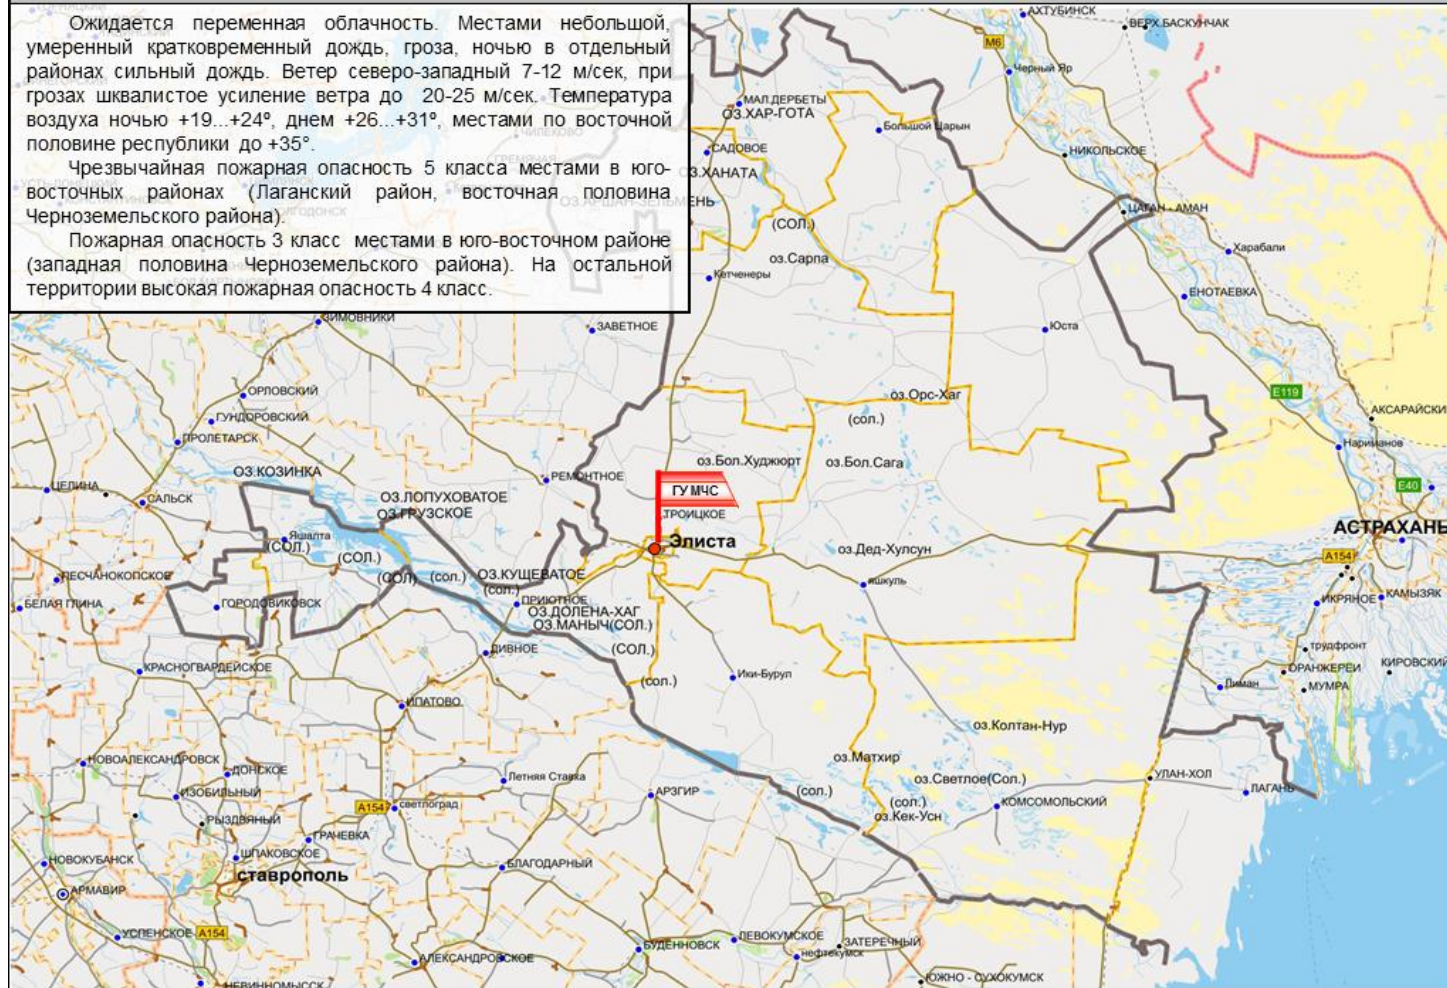 Ожидается переменная облачность. Местами небольшой,
умеренный кратковременный дождь, гроза, ночью в отдельный
районах сильный дождь. Ветер северо-западный 7-12 м/сек, при
грозах шквалистое усиление ветра до 20-25 м/сек. Температура
воздуха ночью +19...+24º, днем +26...+31º, местами по восточной
половине республики до +35°.
Чрезвычайная пожарная опасность 5 класса местами в юго-
восточных районах (Лаганский район, восточная половина
Черноземельского района).
Пожарная опасность 3 класс местами в юго-восточном районе
(западная половина Черноземельского района). На остальной
территории высокая пожарная опасность 4 класс.
АХТУБИНСК
ВЕРХ.БАСКУНЧАК
М6
Черный Яр
МАЛ.ДЕРБЕТЫ
ОЗ.ХАР-ГОТА
Большой Царын
САДОВОЕ
НИКОЛЬСКОЕ
ОЗ.ХАНАТА
ЦАГАН - АМАН
(СОЛ.)
оз.Сарпа
Харабали
Кетченеры
ЕНОТАЕВКА
ЗИМОВНИКИ
ЗАВЕТНОЕ
Юста
ОРЛОВСКИЙ
оз.Орс-Хаг
Е119
ГУНДОРОВСКИЙ
(сол.)
АКСАРАЙСКИ
ПРОЛЕТАРСК
Нариманов
ОЗ.КОЗИНКА
РЕМОНТНОЕ
оз.Бол.Худжюрт
оз.Бол.Сага
ЦЕЛИНА
САЛЬСК
ОЗ.ЛОПУХОВАТОЕ
ОЗ.ГРУЗСКОЕ
ГУ МЧС
Е40
ТРОИЦКОЕ
АСТРАХАНЬ
Яшалта
(СОЛ.)
Элиста
оз.Дед-Хулсун
А154
(СОЛ.)
(СОЛ)
(сол.)
ОЗ.КУЩЕВАТОЕ
(сол.)
яшкуль
ПЕСЧАНОКОПСКОЕ
БЕЛАЯ ГЛИНА
ГОРОДОВИКОВСК
ПРИЮТНОЕ
ОЗ.ДОЛЕНА-ХАГ
ОЗ.МАНЫЧ(СОЛ.)
ИКРЯНОЕ
КАМЫЗЯК
ДИВНОЕ
(СОЛ.)
трудфронт
КРАСНОГВАРДЕЙСКОЕ
(сол.)
Ики-Бурул
ОРАНЖЕРЕИ
КИРОВСКИЙ
Лиман
МУМРА
ИПАТОВО
оз.Колтан-Нур
НОВОАЛЕКСАНДРОВСК
ДОНСКОЕ
Летняя Ставка
оз.Матхир
оз.Светлое(Сол.)
УЛАН-ХОЛ
ЛАГАНЬ
ИЗОБИЛЬНЫЙ
А154
светлоград
АРЗГИР
(сол.)
(сол.)
КОМСОМОЛЬСКИЙ
РЫЗДВЯНЫЙ
оз.Кек-Усн
ГРАЧЕВКА
НОВОКУБАНСК
ШПАКОВСКОЕ
БЛАГОДАРНЫЙ
ставрополь
АРМАВИР
УСПЕНСКОЕ
А154
БУДЕННОВСК
ЛЕВОКУМСКОЕ
ЗАТЕРЕЧНЫЙ
нефтекумск
АЛЕКСАНДРОВСКОЕ
ЮЖНО - СУХОКУМСК
НЕВИННОМЫССК